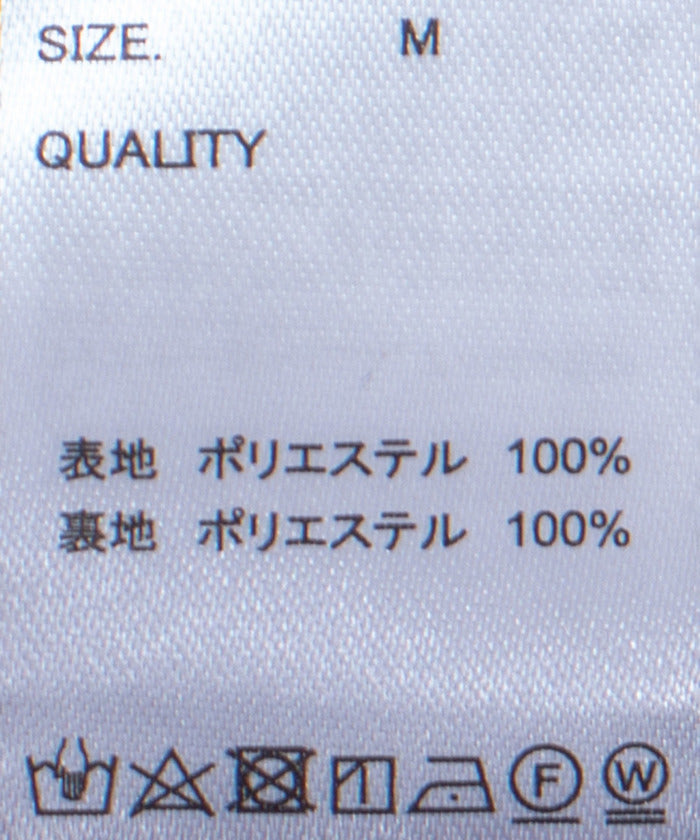 SIZE. M
QUALITY
表地 ポリエステル 100%
裏地 ポリエステル 100%
F W